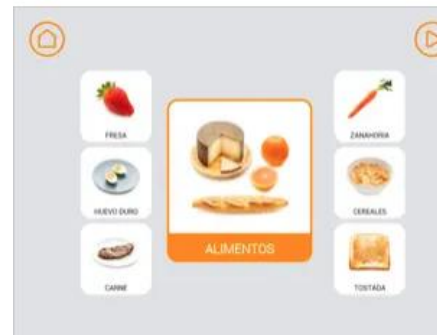 FRESA
ZANAHORIA
HUEVO DURO
ALIMENTOS
CEREALES
CARNE
TOSTADA